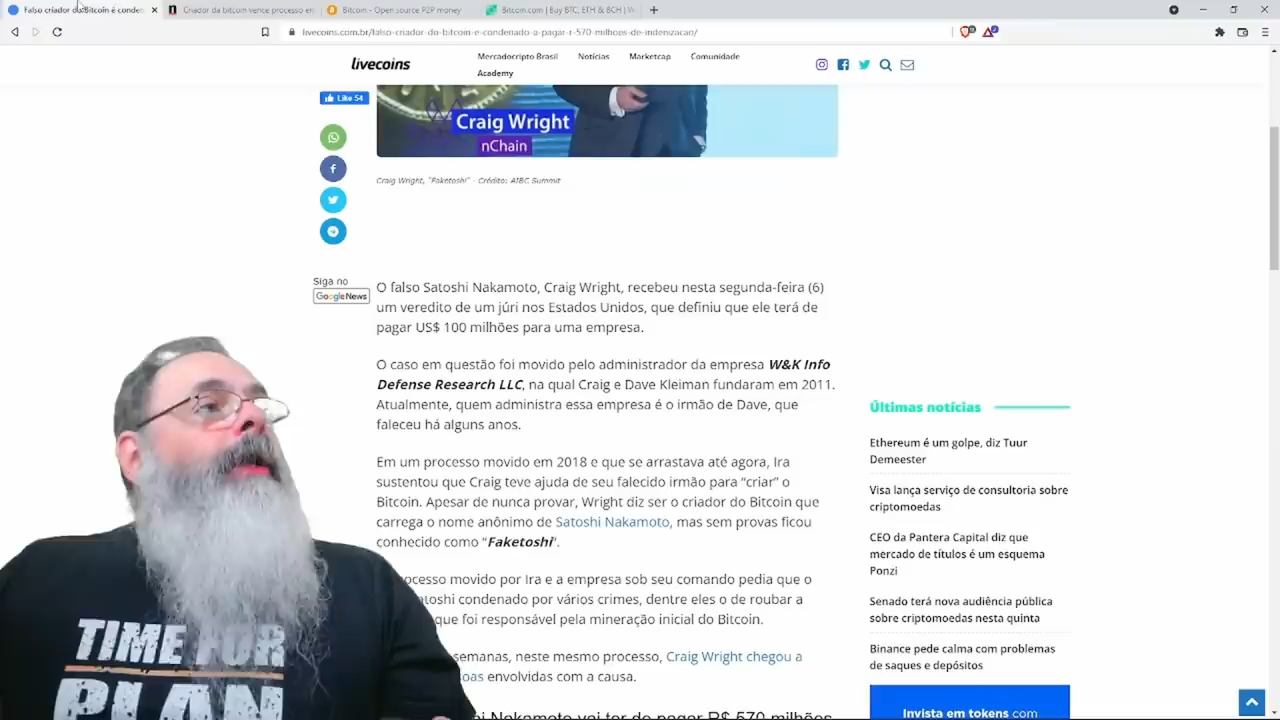 Falso criador do Bitcoin é conden
Criador da bitcoin vence processo en
Bitcoin - Open source P2P money
Bitcoin.com | Buy BTC, ETH & BCH | W
livecoins.com.br/falso-criador-do-bitcoin-e-condenado-a-pagar-r-570-milhoes-de-indenizacao/
livecoins
Mercadocripto Brasil
Notícias
Marketcap
Comunidade
Academy
Like 54
Craig Wright
nChain
Craig Wright, "Faketoshi" - Crédito: AIBC Summit
Siga no
Google News
O falso Satoshi Nakamoto, Craig Wright, recebeu nesta segunda-feira (6)
um veredito de um júri nos Estados Unidos, que definiu que ele terá de
pagar US$ 100 milhões para uma empresa.
O caso em questão foi movido pelo administrador da empresa W&K Info
Defense Research LLC, na qual Craig e Dave Kleiman fundaram em 2011.
Atualmente, quem administra essa empresa é o irmão de Dave, que
faleceu há alguns anos.
Em um processo movido em 2018 e que se arrastava até agora, Ira
sustentou que Craig teve ajuda de seu falecido irmão para “criar” o
Bitcoin. Apesar de nunca provar, Wright diz ser o criador do Bitcoin que
carrega o nome anônimo de Satoshi Nakamoto, mas sem provas ficou
conhecido como “Faketoshi”.
ocesso movido por Ira e a empresa sob seu comando pedia que o
atoshi condenado por vários crimes, dentre eles o de roubar a
que foi responsável pela mineração inicial do Bitcoin.
semanas, neste mesmo processo, Craig Wright chegou a
oas envolvidas com a causa.
Nakamoto vai ter de pagar R$ 570 milhões
Últimas notícias
Ethereum é um golpe, diz Tuur
Demeester
Visa lança serviço de consultoria sobre
criptomoedas
CEO da Pantera Capital diz que
mercado de títulos é um esquema
Ponzi
Senado terá nova audiência pública
sobre criptomoedas nesta quinta
Binance pede calma com problemas
de saques e depósitos
Invista em tokens com
TIME
PLAN